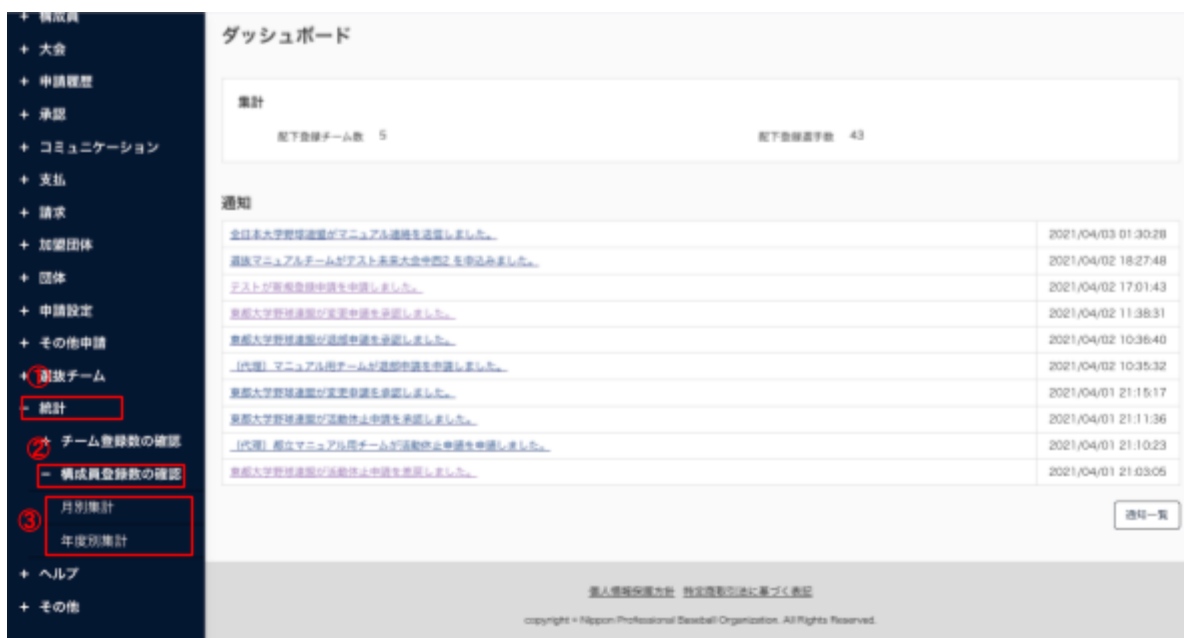 + 構成員
+ 大会
+ 申請履歴
+ 承認
+ コミュニケーション
+ 支払
+ 請求
+ 加盟団体
+ 団体
+ 申請設定
+ その他申請
① + 選抜チーム
− 統計
② + チーム登録数の確認
− 構成員登録数の確認
③ 月別集計
年度別集計
+ ヘルプ
+ その他
ダッシュボード
集計
配下登録チーム数 5 配下登録選手数 43
通知
全日本大学野球連盟がマニュアル連絡を送信しました。 2021/04/03 01:30:28
選抜マニュアルチームがテスト未来大会中西2 を申込みました。 2021/04/02 18:27:48
テストが新規登録申請を申請しました。 2021/04/02 17:01:43
東都大学野球連盟が変更申請を承認しました。 2021/04/02 11:38:31
東都大学野球連盟が退部申請を承認しました。 2021/04/02 10:36:40
（代理）マニュアル用チームが退部申請を申請しました。 2021/04/02 10:35:32
東都大学野球連盟が変更申請を承認しました。 2021/04/01 21:15:17
東都大学野球連盟が活動休止申請を承認しました。 2021/04/01 21:11:36
（代理）都立マニュアル用チームが活動休止申請を申請しました。 2021/04/01 21:10:23
東都大学野球連盟が活動休止申請を差戻しました。 2021/04/01 21:03:05
通知一覧
個人情報保護方針 特定商取引法に基づく表記
copyright © Nippon Professional Baseball Organization. All Rights Reserved.